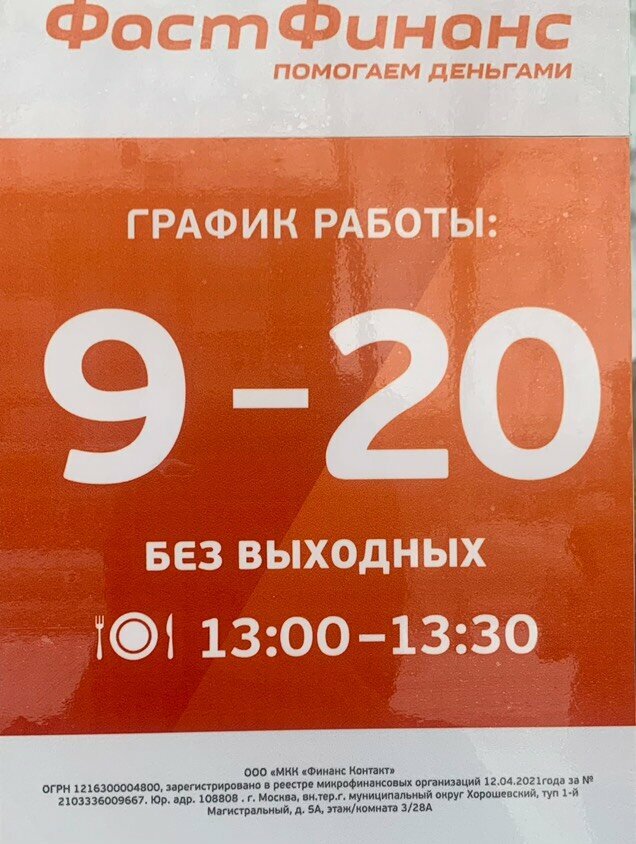 ФастФинанс
ПОМОГАЕМ ДЕНЬГАМИ
ГРАФИК РАБОТЫ:
9–20
БЕЗ ВЫХОДНЫХ
13:00–13:30
ООО «МКК «Финанс Контакт»
ОГРН 1216300004800, зарегистрировано в реестре микрофинансовых организаций 12.04.2021года за №
2103336009667. Юр. адр. 108808 . г. Москва, вн.тер.г. муниципальный округ Хорошевский, туп 1-й
Магистральный, д. 5А, этаж/комната 3/28А